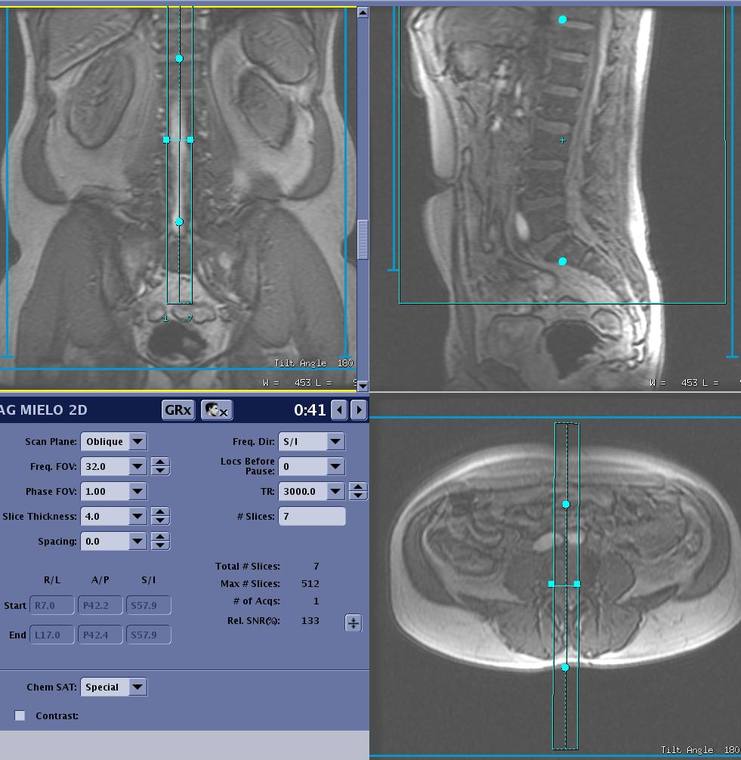 Tilt Angle 180
W = 453 L =
W = 453 L =
AG MIELO 2D
GRx
0:41
Scan Plane: Oblique
Freq. Dir: S/I
Freq. FOV: 32.0
Locs Before Pause: 0
Phase FOV: 1.00
TR: 3000.0
Slice Thickness: 4.0
# Slices: 7
Spacing: 0.0
Total # Slices: 7
R/L A/P S/I
Max # Slices: 512
Start R7.0 P42.2 S57.9
# of Acqs: 1
Rel. SNR(%): 133
End L17.0 P42.4 S57.9
Chem SAT: Special
Contrast:
Tilt Angle 180